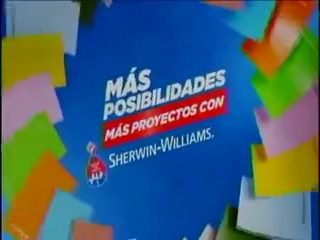 MÁS
POSIBILIDADES
MÁS PROYECTOS CON
SHERWIN-WILLIAMS.